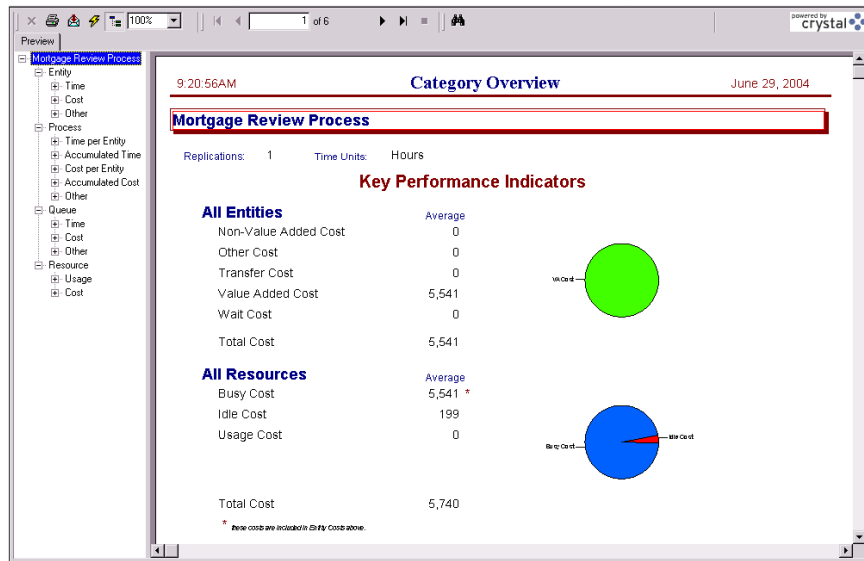 100%
1 of 6
powered by
crystal
Preview
Mortgage Review Process
Entity
Time
Cost
Other
Process
Time per Entity
Accumulated Time
Cost per Entity
Accumulated Cost
Other
Queue
Time
Cost
Other
Resource
Usage
Cost
9:20:56AM Category Overview June 29, 2004
Mortgage Review Process
Replications: 1 Time Units: Hours
Key Performance Indicators
All Entities Average
Non-Value Added Cost 0
Other Cost 0
Transfer Cost 0
Value Added Cost 5,541
Wait Cost 0
Total Cost 5,541
VA Cost
All Resources Average
Busy Cost 5,541 *
Idle Cost 199
Usage Cost 0
Busy Cost
Idle Cost
Total Cost 5,740
* these costs are included in Entity Costs above.